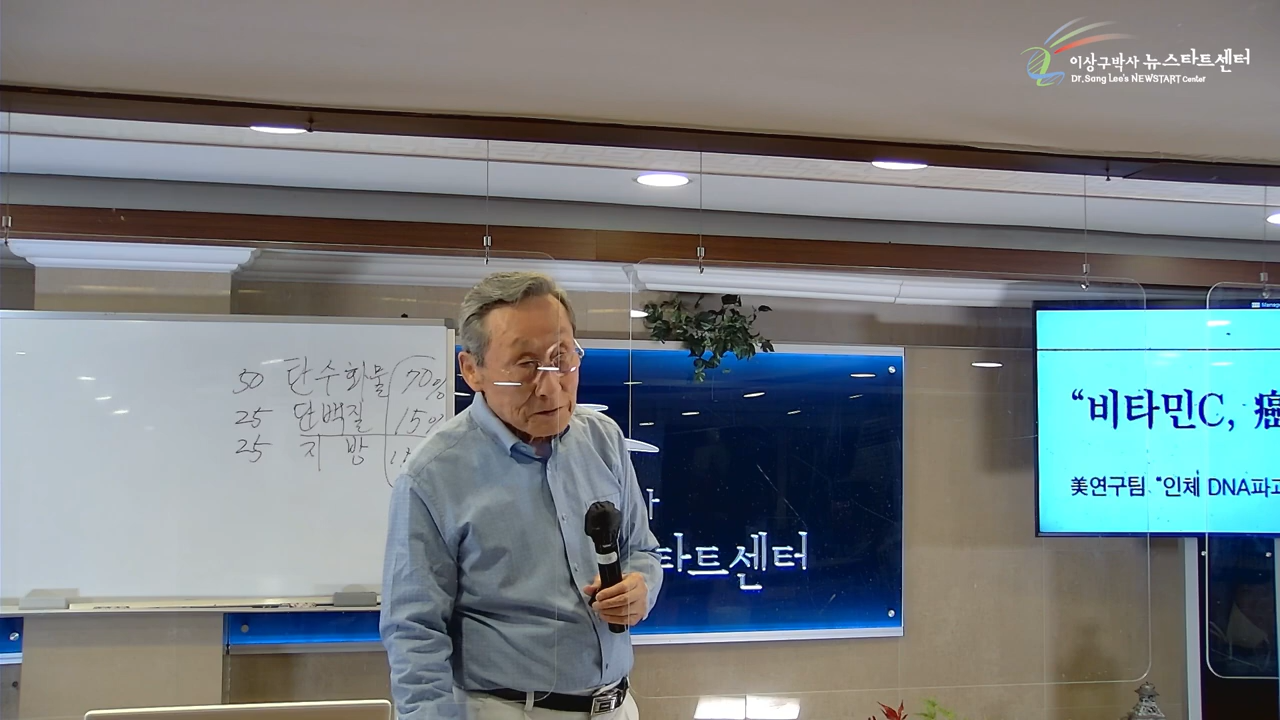 이상구박사 뉴스타트센터
Dr. Sang Lee's NEWSTART Center
50 단수화물 70%
25 단백질 15%
25 지방
타트센터
"비타민C, 癌
美연구팀 "인체 DNA파괴